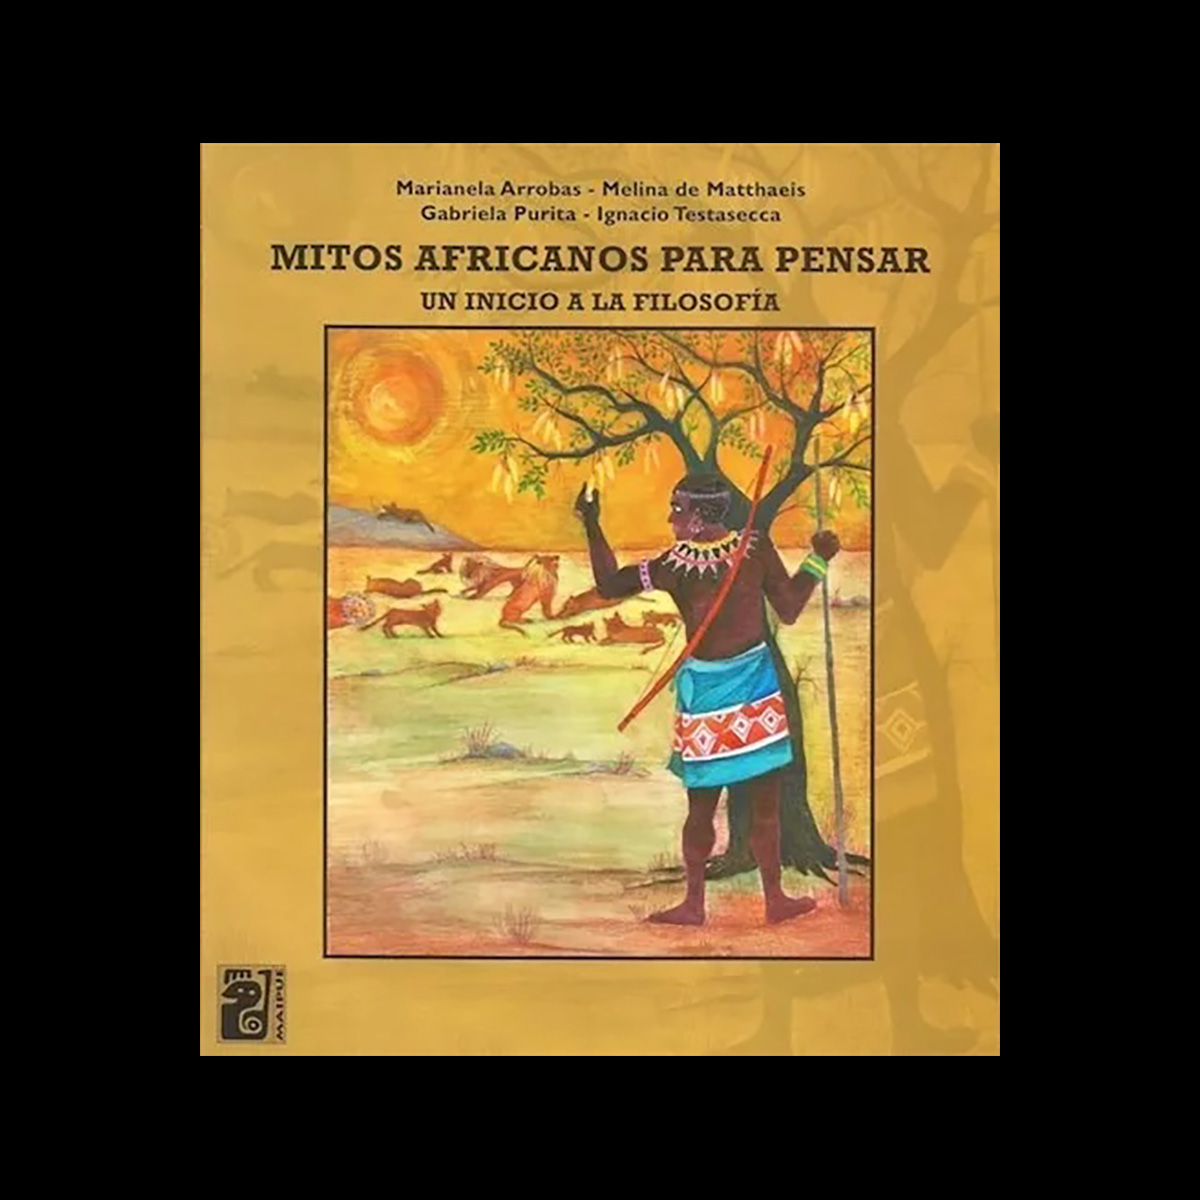 Marianela Arrobas - Melina de Matthaeis
Gabriela Purita - Ignacio Testasecca
MITOS AFRICANOS PARA PENSAR
UN INICIO A LA FILOSOFÍA
MAIPUE